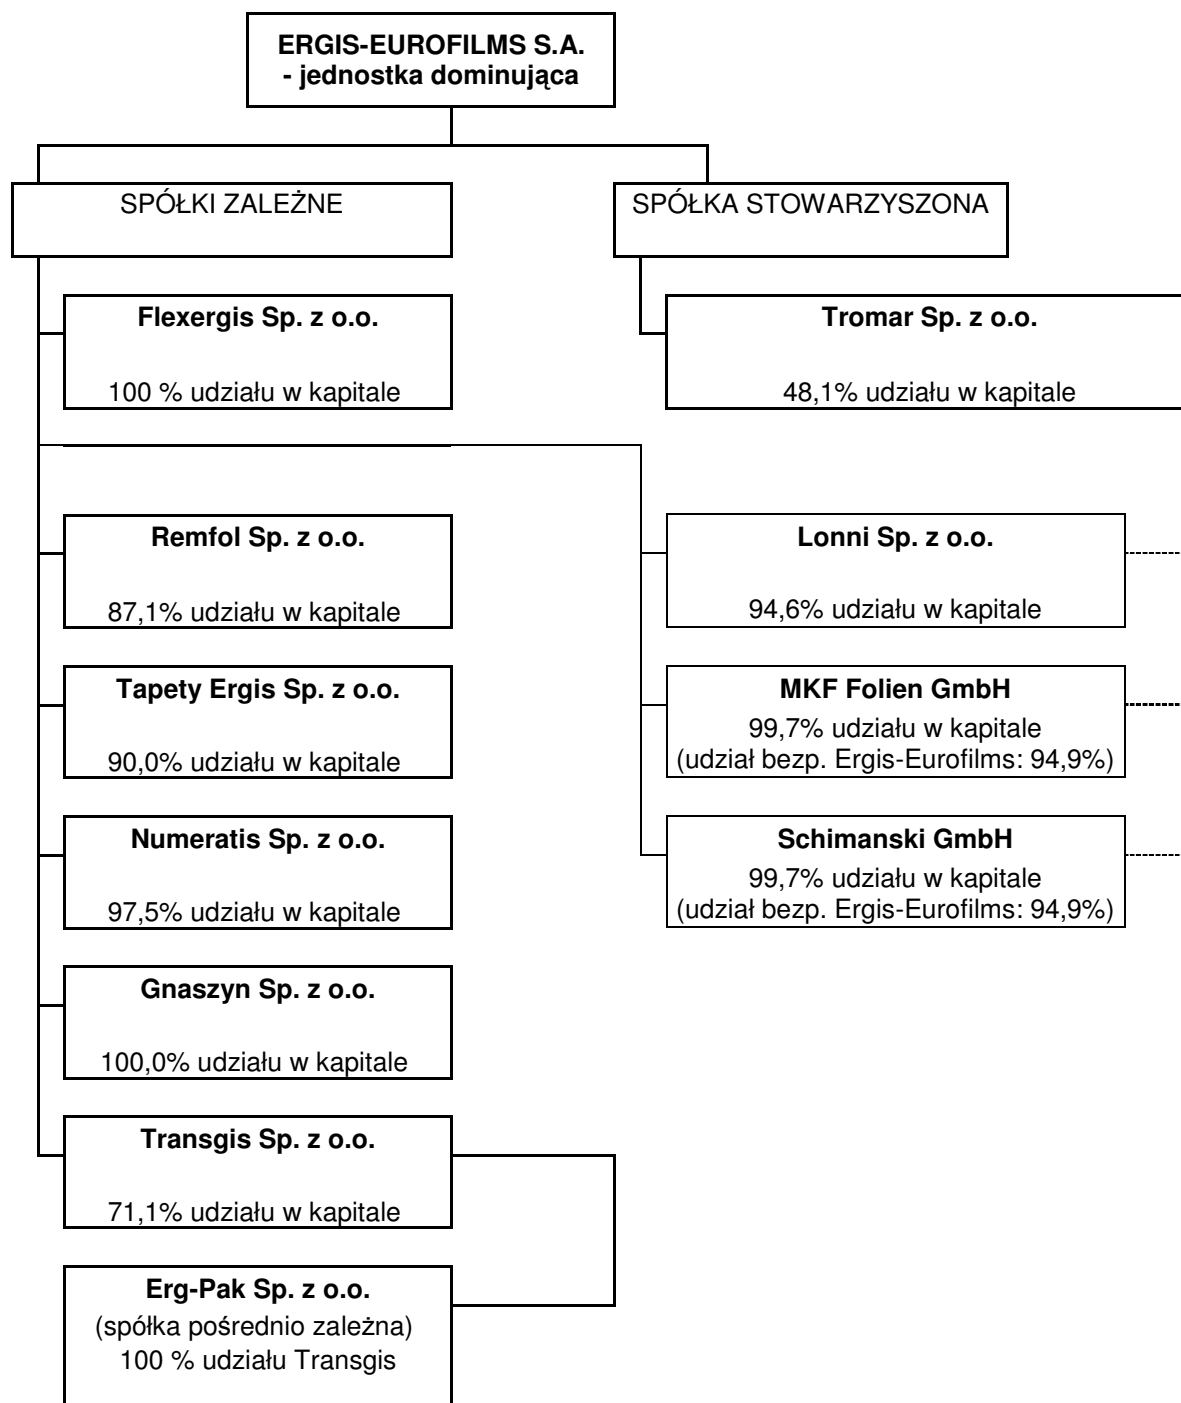 ERGIS-EUROFILMS S.A.
- jednostka dominująca
SPÓŁKI ZALEŻNE
SPÓŁKA STOWARZYSZONA
Flexergis Sp. z o.o.
100 % udziału w kapitale
Tromar Sp. z o.o.
48,1% udziału w kapitale
Remfol Sp. z o.o.
87,1% udziału w kapitale
Lonni Sp. z o.o.
94,6% udziału w kapitale
Tapety Ergis Sp. z o.o.
90,0% udziału w kapitale
MKF Folien GmbH
99,7% udziału w kapitale
(udział bezp. Ergis-Eurofilms: 94,9%)
Numeratis Sp. z o.o.
97,5% udziału w kapitale
Schimanski GmbH
99,7% udziału w kapitale
(udział bezp. Ergis-Eurofilms: 94,9%)
Gnaszyn Sp. z o.o.
100,0% udziału w kapitale
Transgis Sp. z o.o.
71,1% udziału w kapitale
Erg-Pak Sp. z o.o.
(spółka pośrednio zależna)
100 % udziału Transgis